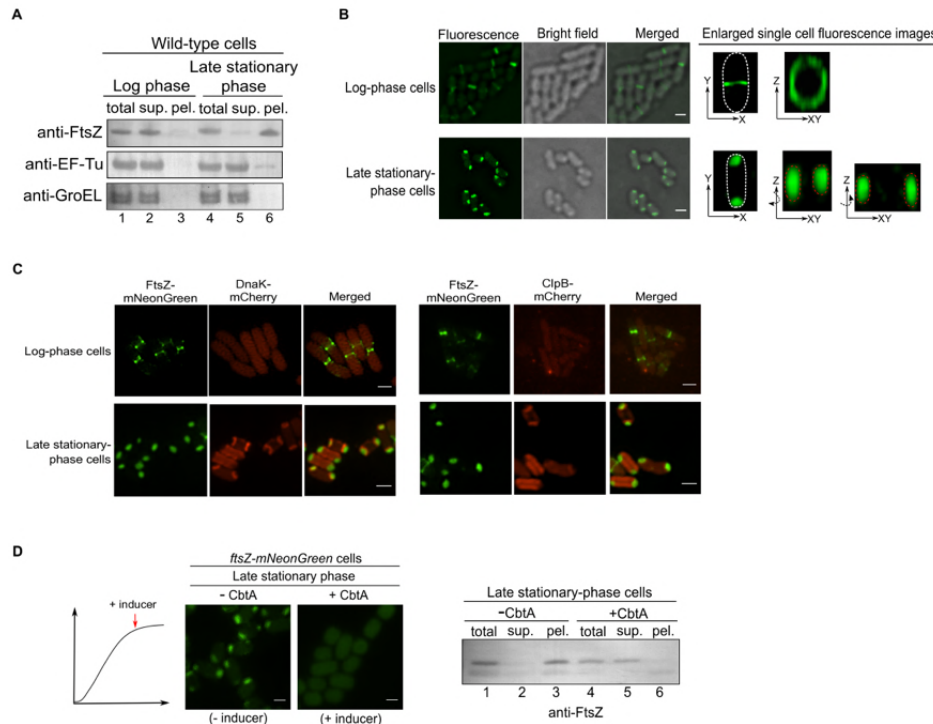 A
Wild-type cells
Log phase
Late stationary phase
total sup. pel. total sup. pel.
anti-FtsZ
anti-EF-Tu
anti-GroEL
1 2 3 4 5 6
B
Fluorescence Bright field Merged
Enlarged single cell fluorescence images
Log-phase cells
Y
X
Z
XY
Late stationary-
phase cells
Y
X
Z
XY
Z
XY
C
FtsZ-
mNeonGreen
DnaK-
mCherry
Merged
FtsZ-
mNeonGreen
ClpB-
mCherry
Merged
Log-phase cells
Late stationary-
phase cells
D
+ inducer
ftsZ-mNeonGreen cells
Late stationary phase
- CbtA + CbtA
(- inducer) (+ inducer)
Late stationary-phase cells
-CbtA +CbtA
total sup. pel. total sup. pel.
1 2 3 4 5 6
anti-FtsZ